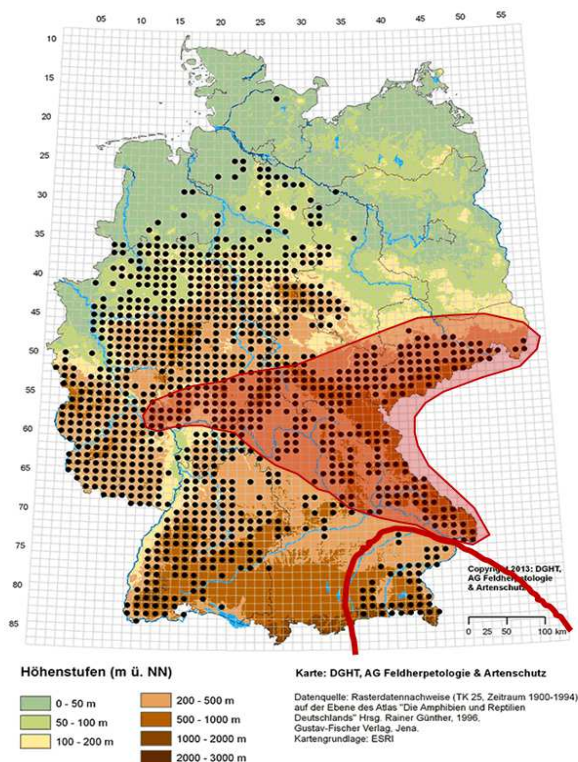 05 10 15 20 25 30 35 40 45 50 55
10
15
20
25
30
35
40
45
50
55
60
65
70
75
80
85
Copyright 2013: DGHT,
AG Feldherpetologie
& Artenschutz
0 25 50 100 km
Höhenstufen (m ü. NN)
0 - 50 m
50 - 100 m
100 - 200 m
200 - 500 m
500 - 1000 m
1000 - 2000 m
2000 - 3000 m
Karte: DGHT, AG Feldherpetologie & Artenschutz
Datenquelle: Rasterdatennachweise (TK 25, Zeitraum 1900-1994)
auf der Ebene des Atlas "Die Amphibien und Reptilien
Deutschlands" Hrsg. Rainer Günther, 1996,
Gustav-Fischer Verlag, Jena.
Kartengrundlage: ESRI